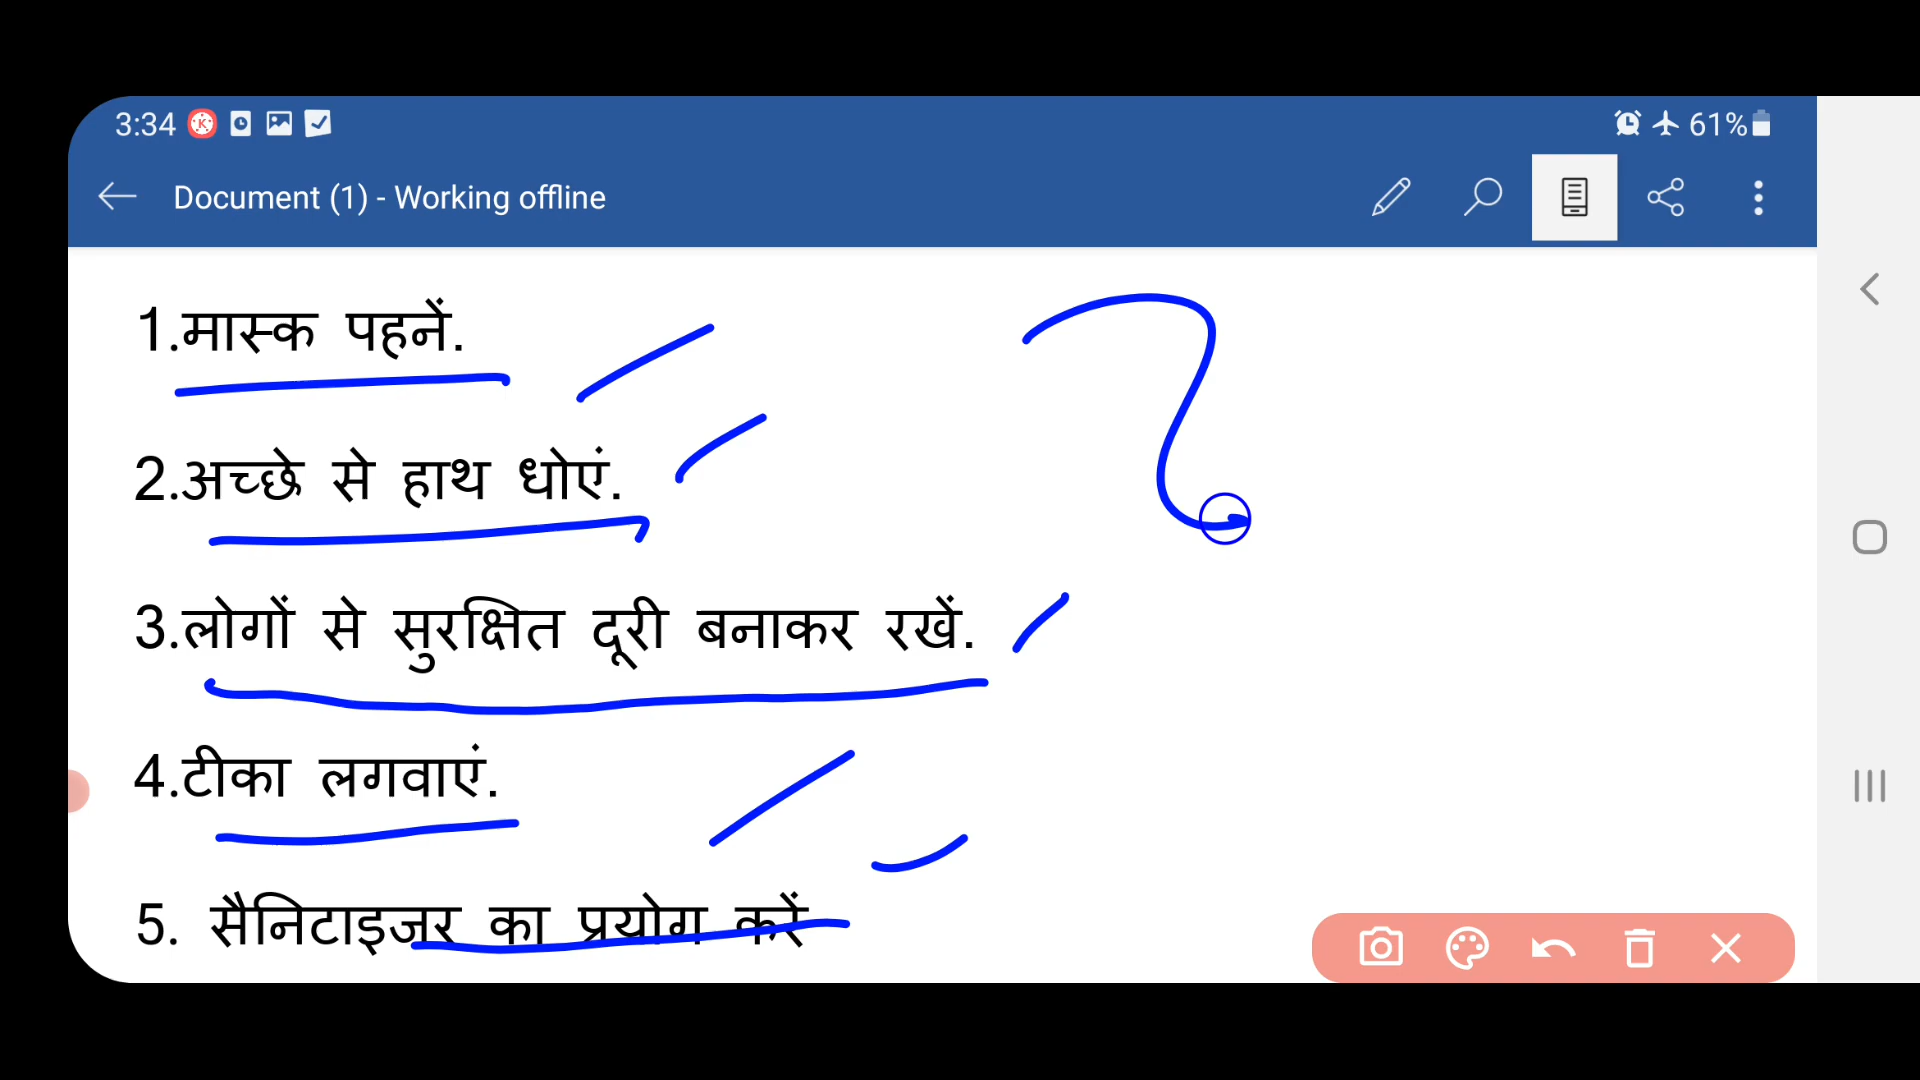 3:34
61%
Document (1) - Working offline
1.मास्क पहनें.
2.अच्छे से हाथ धोएं.
3.लोगों से सुरक्षित दूरी बनाकर रखें.
4.टीका लगवाएं.
5. सैनिटाइजर का प्रयोग करें